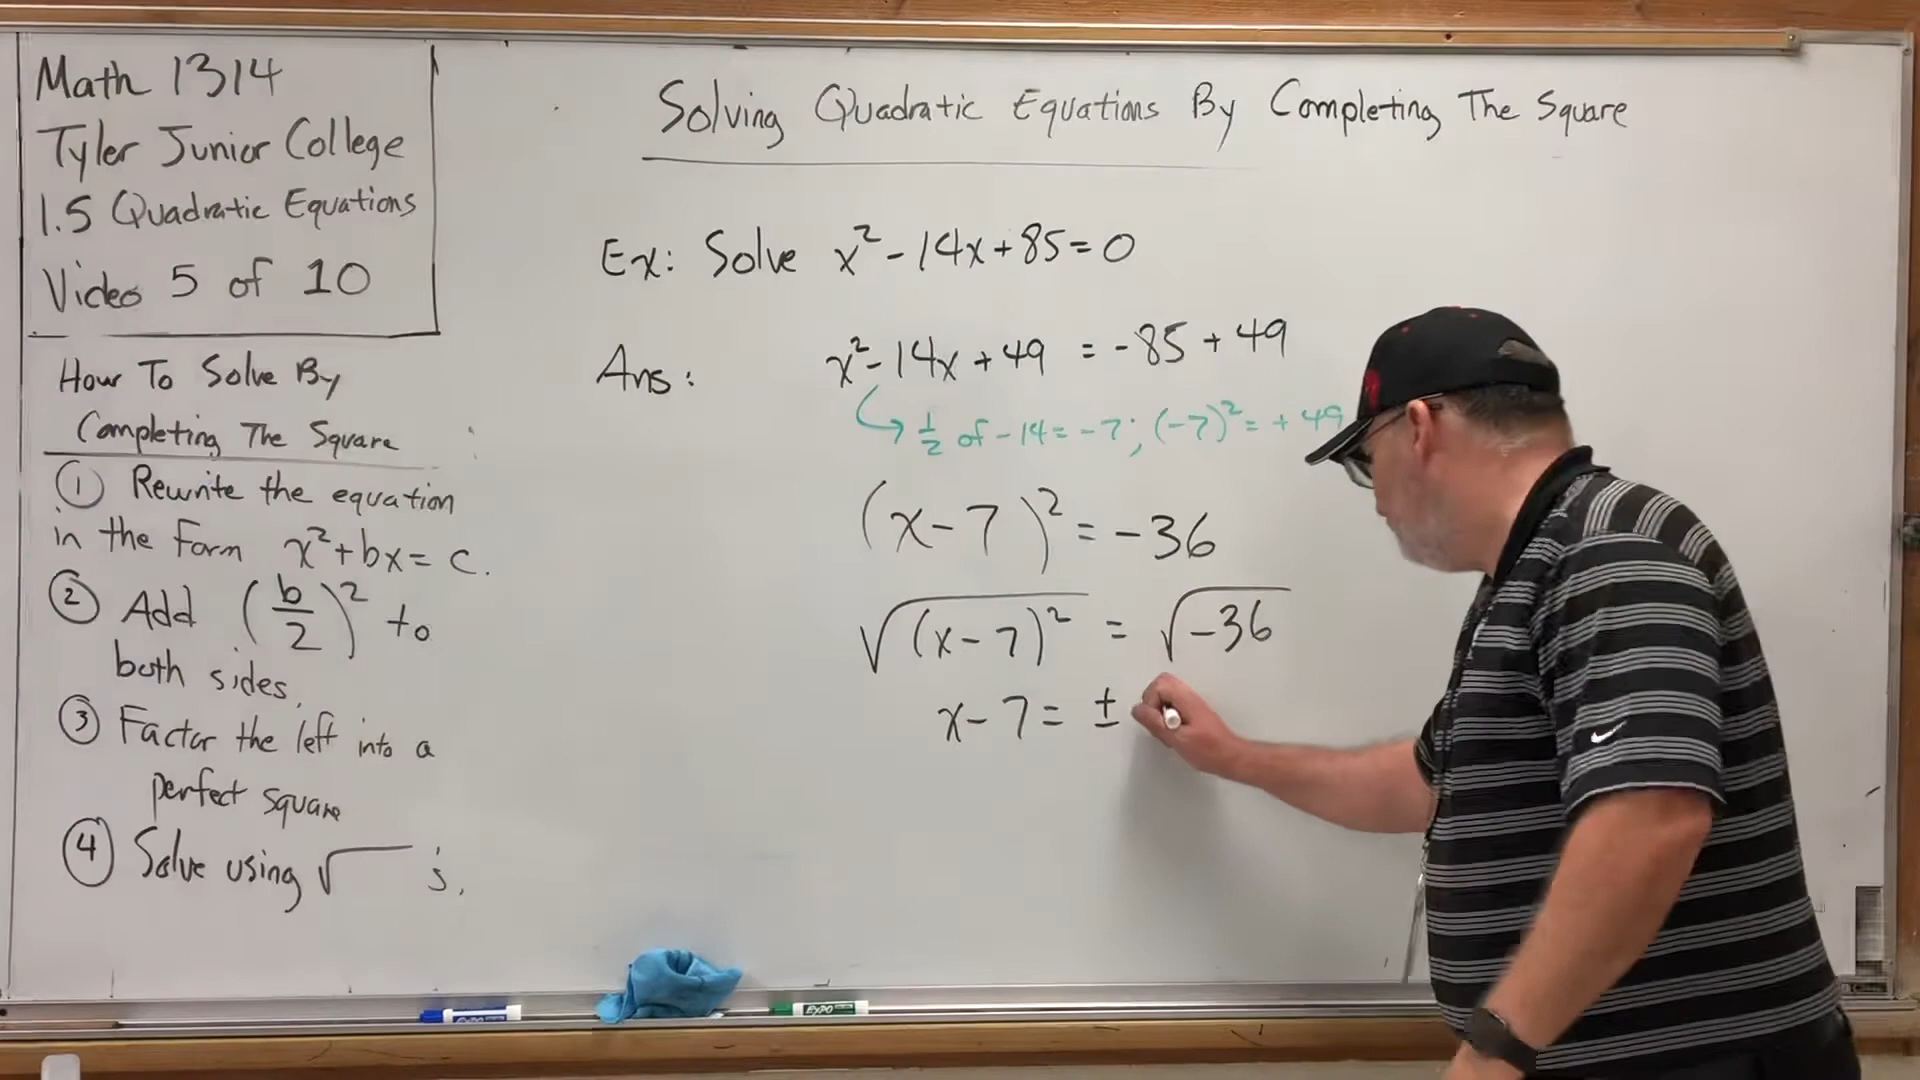 Math 1314
Tyler Junior College
1.5 Quadratic Equations
Video 5 of 10
How To Solve By
Completing The Square
① Rewrite the equation
in the form x²+bx= c.
② Add (b/2)² to
both sides.
③ Factor the left into a
perfect square
④ Solve using √ 's.
Solving Quadratic Equations By Completing The Square
Ex: Solve x²-14x+85=0
Ans: x²-14x+49 = -85+49
½ of -14=-7; (-7)²=+49
(x-7)²=-36
√(x-7)² = √-36
x-7= ±
EXPO
EXPO